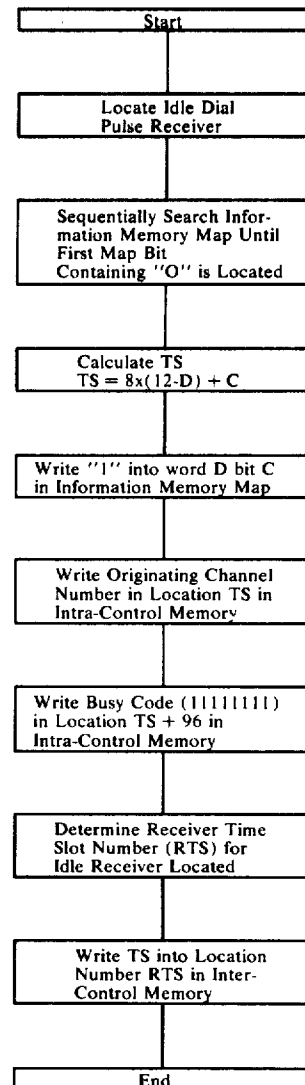 Start
Locate Idle Dial
Pulse Receiver
Sequentially Search Infor-
mation Memory Map Until
First Map Bit
Containing "O" is Located
Calculate TS
TS = 8x(12-D) + C
Write "1" into word D bit C
in Information Memory Map
Write Originating Channel
Number in Location TS in
Intra-Control Memory
Write Busy Code (11111111)
in Location TS + 96 in
Intra-Control Memory
Determine Receiver Time
Slot Number (RTS) for
Idle Receiver Located
Write TS into Location
Number RTS in Inter-
Control Memory
End